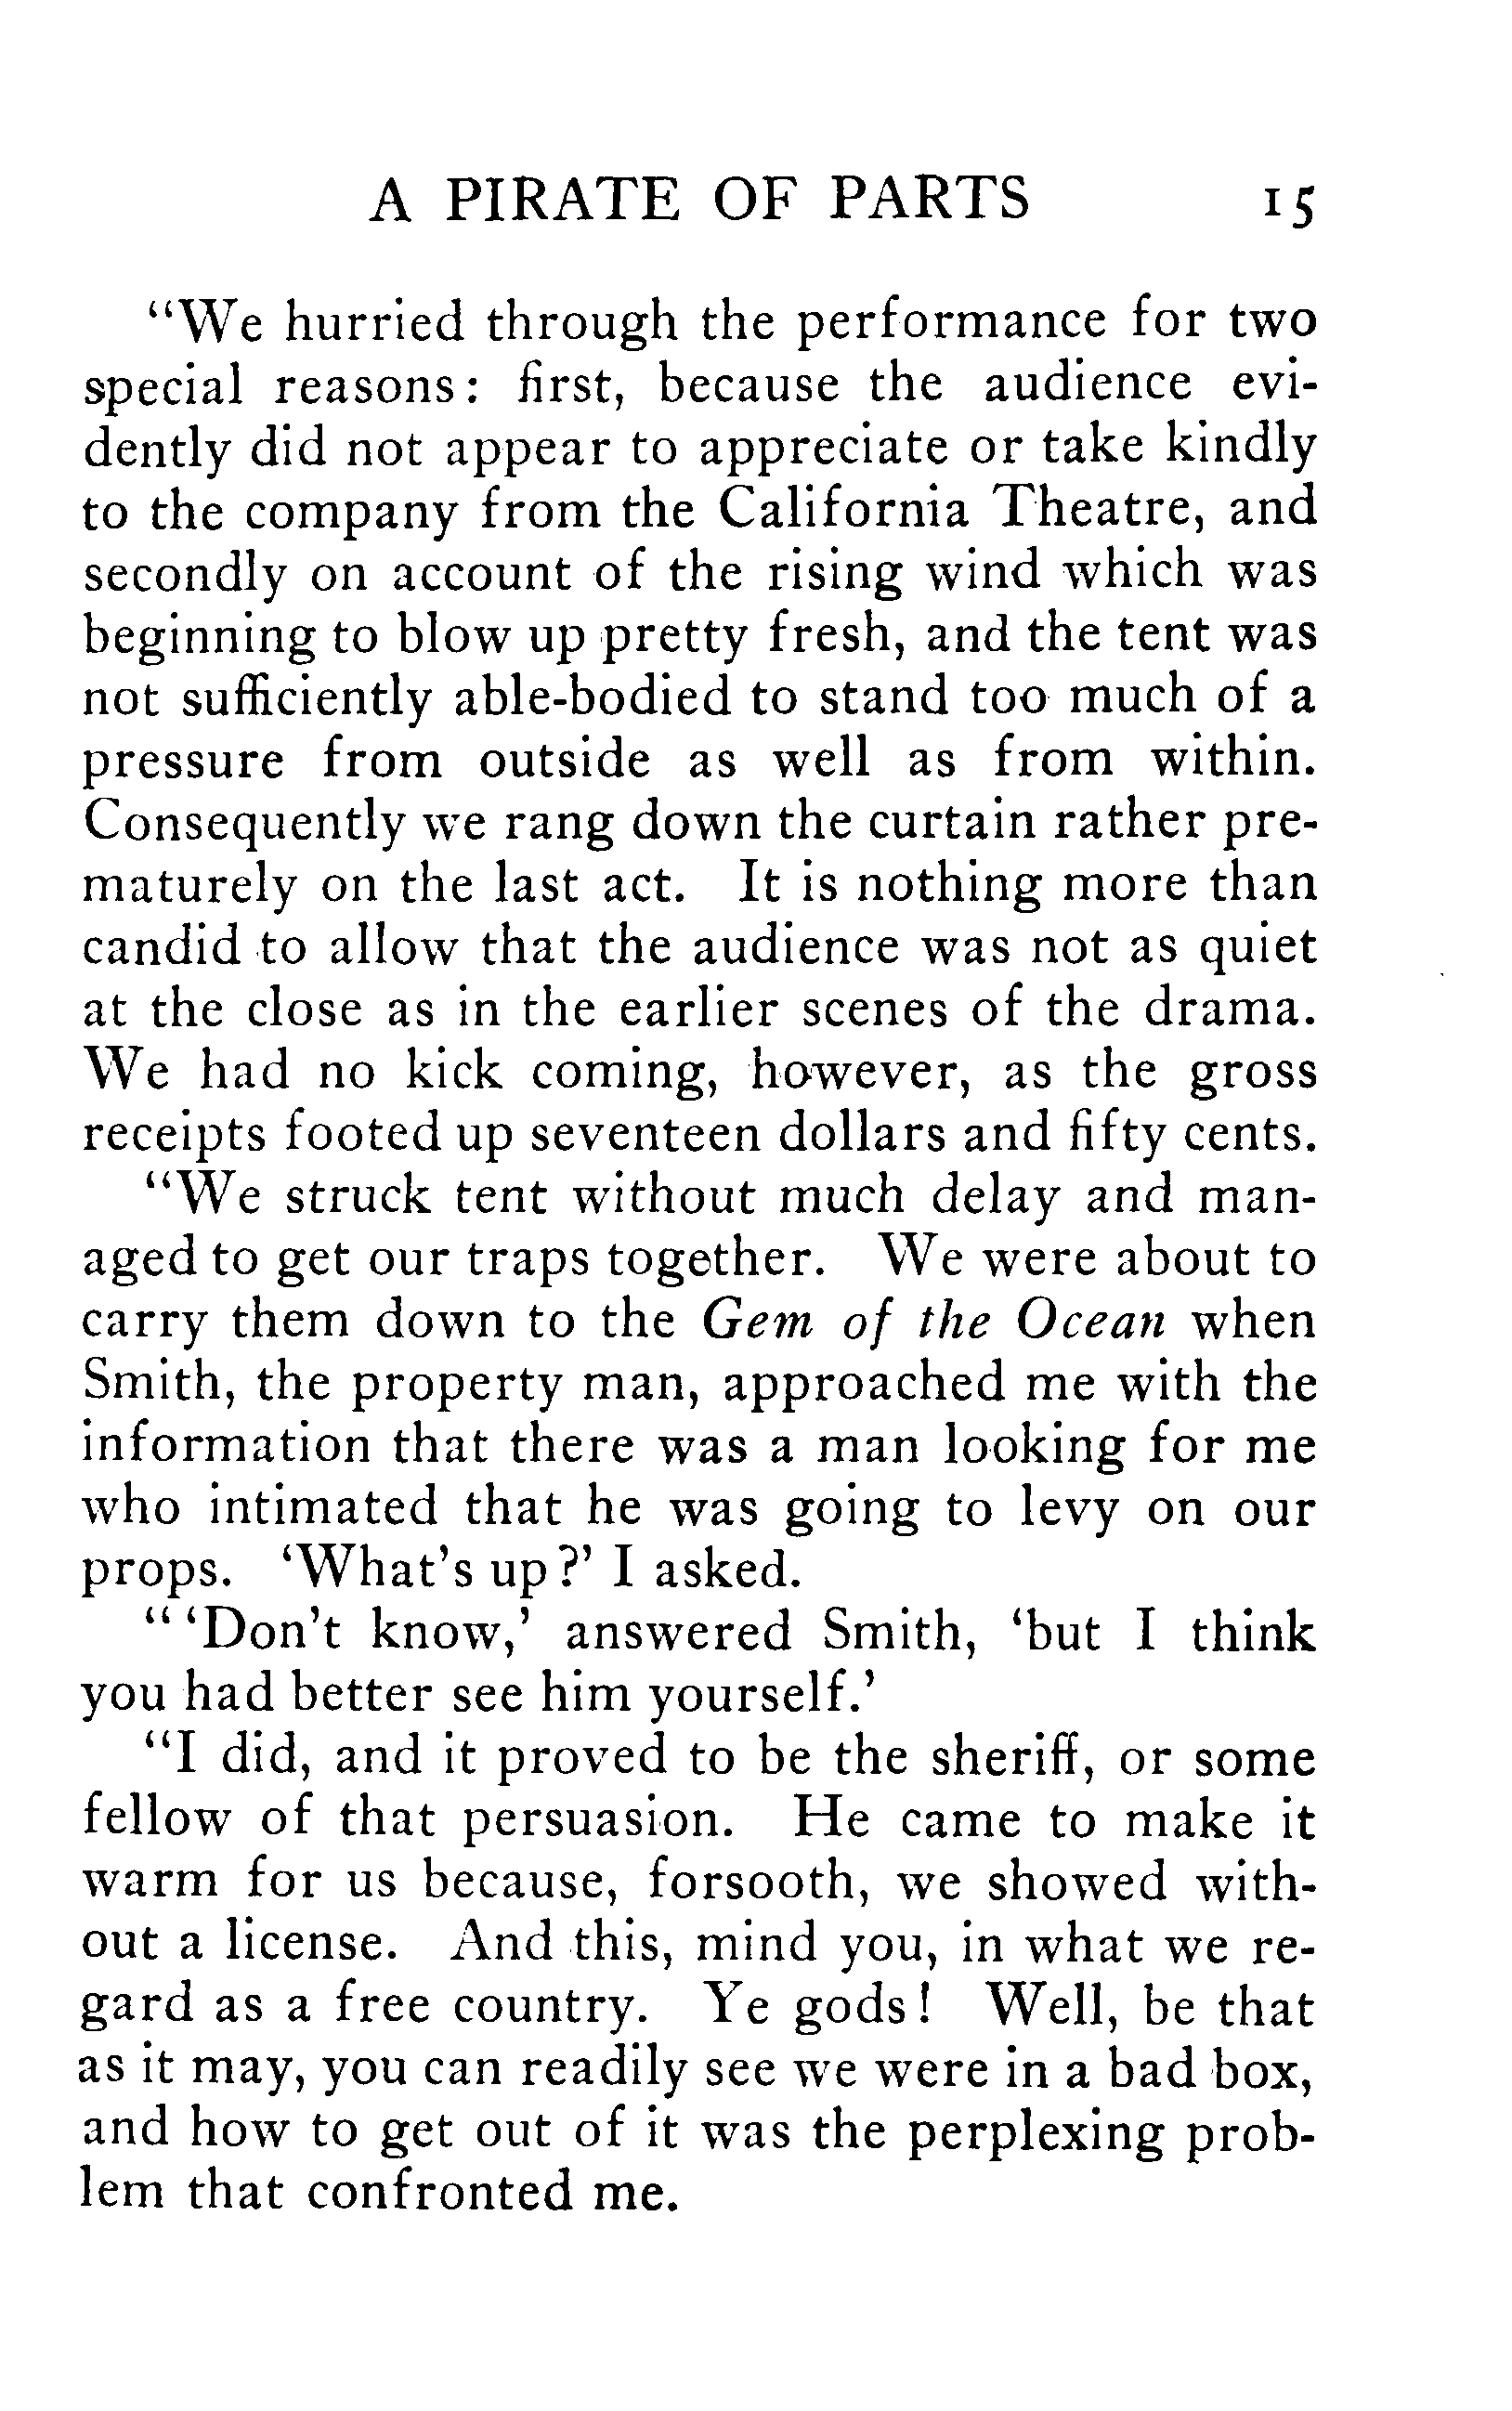 A PIRATE OF PARTS 15
"We hurried through the performance for two
special reasons: first, because the audience evi-
dently did not appear to appreciate or take kindly
to the company from the California Theatre, and
secondly on account of the rising wind which was
beginning to blow up pretty fresh, and the tent was
not sufficiently able-bodied to stand too much of a
pressure from outside as well as from within.
Consequently we rang down the curtain rather pre-
maturely on the last act. It is nothing more than
candid to allow that the audience was not as quiet
at the close as in the earlier scenes of the drama.
We had no kick coming, however, as the gross
receipts footed up seventeen dollars and fifty cents.
"We struck tent without much delay and man-
aged to get our traps together. We were about to
carry them down to the Gem of the Ocean when
Smith, the property man, approached me with the
information that there was a man looking for me
who intimated that he was going to levy on our
props. 'What's up?' I asked.
"'Don't know,' answered Smith, 'but I think
you had better see him yourself.'
"I did, and it proved to be the sheriff, or some
fellow of that persuasion. He came to make it
warm for us because, forsooth, we showed with-
out a license. And this, mind you, in what we re-
gard as a free country. Ye gods! Well, be that
as it may, you can readily see we were in a bad box,
and how to get out of it was the perplexing prob-
lem that confronted me.